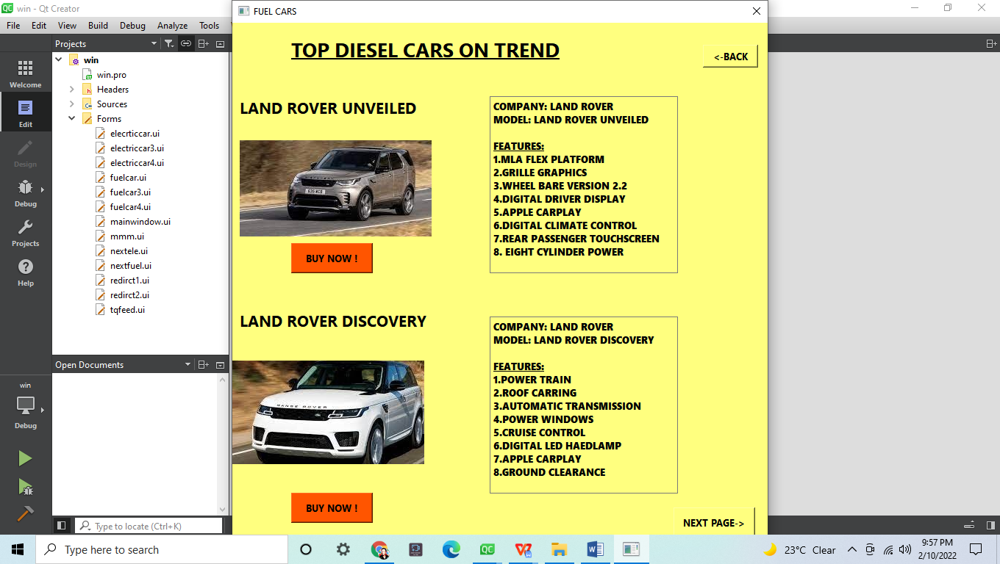 win - Qt Creator
FUEL CARS
File Edit View Build Debug Analyze Tools
Projects
Welcome
Edit
Design
Debug
Projects
Help
win
Debug
win
win.pro
Headers
Sources
Forms
elecrticcar.ui
electriccar3.ui
electriccar4.ui
fuelcar.ui
fuelcar3.ui
fuelcar4.ui
mainwindow.ui
mmm.ui
nextele.ui
nextfuel.ui
redirct1.ui
redirct2.ui
tqfeed.ui
Open Documents
Type to locate (Ctrl+K)
TOP DIESEL CARS ON TREND
<-BACK
LAND ROVER UNVEILED
BUY NOW !
COMPANY: LAND ROVER
MODEL: LAND ROVER UNVEILED
FEATURES:
1.MLA FLEX PLATFORM
2.GRILLE GRAPHICS
3.WHEEL BARE VERSION 2.2
4.DIGITAL DRIVER DISPLAY
5.APPLE CARPLAY
6.DIGITAL CLIMATE CONTROL
7.REAR PASSENGER TOUCHSCREEN
8. EIGHT CYLINDER POWER
LAND ROVER DISCOVERY
RANGE ROVER
BUY NOW !
COMPANY: LAND ROVER
MODEL: LAND ROVER DISCOVERY
FEATURES:
1.POWER TRAIN
2.ROOF CARRING
3.AUTOMATIC TRANSMISSION
4.POWER WINDOWS
5.CRUISE CONTROL
6.DIGITAL LED HAEDLAMP
7.APPLE CARPLAY
8.GROUND CLEARANCE
NEXT PAGE->
Type here to search
23°C Clear
9:57 PM
2/10/2022